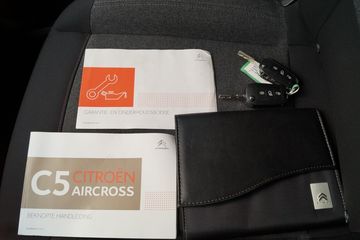 GARANTIE- EN ONDERHOUDSBOEKJE
C5 CITROËN
AIRCROSS
BEKNOPTE HANDLEIDING